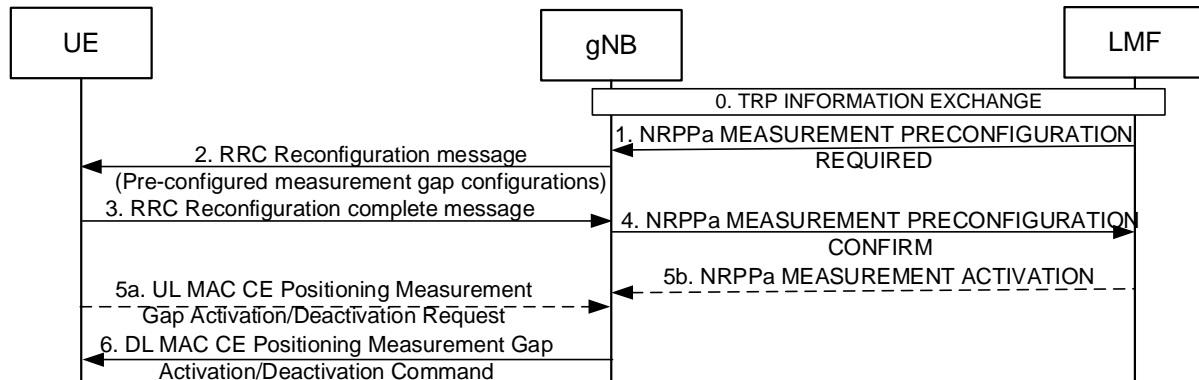 UE
gNB
LMF
0. TRP INFORMATION EXCHANGE
1. NRPPa MEASUREMENT PRECONFIGURATION
REQUIRED
2. RRC Reconfiguration message
(Pre-configured measurement gap configurations)
3. RRC Reconfiguration complete message
4. NRPPa MEASUREMENT PRECONFIGURATION
CONFIRM
5a. UL MAC CE Positioning Measurement
Gap Activation/Deactivation Request
5b. NRPPa MEASUREMENT ACTIVATION
6. DL MAC CE Positioning Measurement Gap
Activation/Deactivation Command